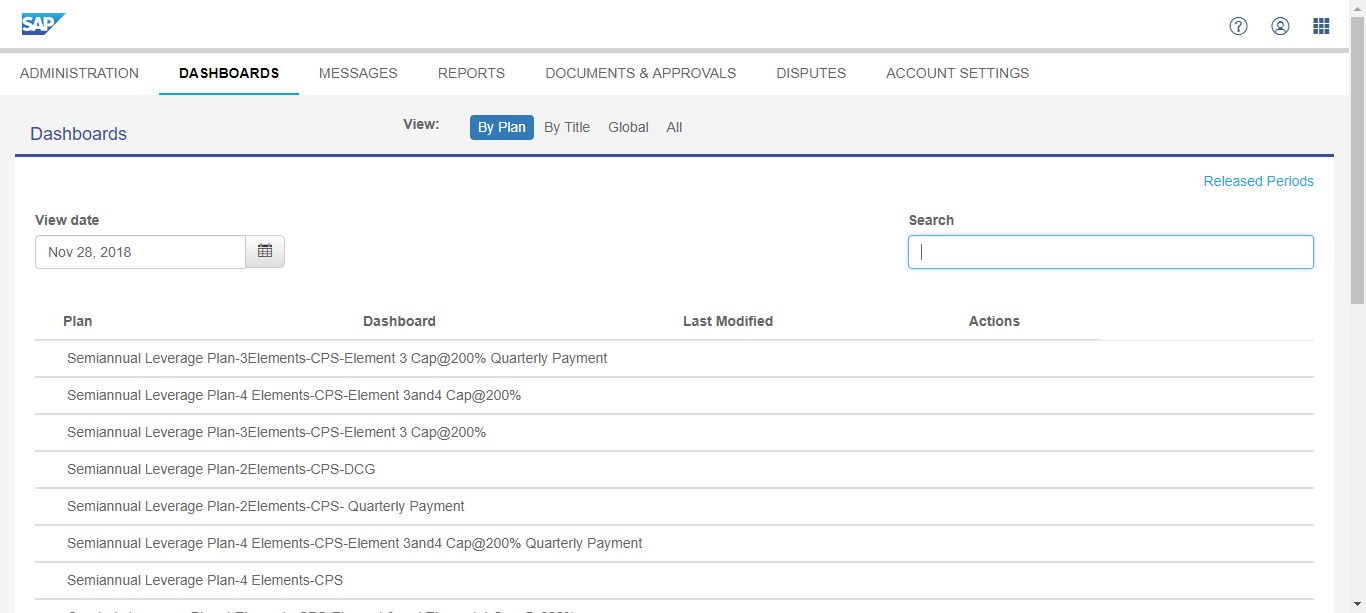 SAP
ADMINISTRATION DASHBOARDS MESSAGES REPORTS DOCUMENTS & APPROVALS DISPUTES ACCOUNT SETTINGS
Dashboards View: By Plan By Title Global All
Released Periods
View date Search
Nov 28, 2018
Plan Dashboard Last Modified Actions
Semiannual Leverage Plan-3Elements-CPS-Element 3 Cap@200% Quarterly Payment
Semiannual Leverage Plan-4 Elements-CPS-Element 3and4 Cap@200%
Semiannual Leverage Plan-3Elements-CPS-Element 3 Cap@200%
Semiannual Leverage Plan-2Elements-CPS-DCG
Semiannual Leverage Plan-2Elements-CPS- Quarterly Payment
Semiannual Leverage Plan-4 Elements-CPS-Element 3and4 Cap@200% Quarterly Payment
Semiannual Leverage Plan-4 Elements-CPS